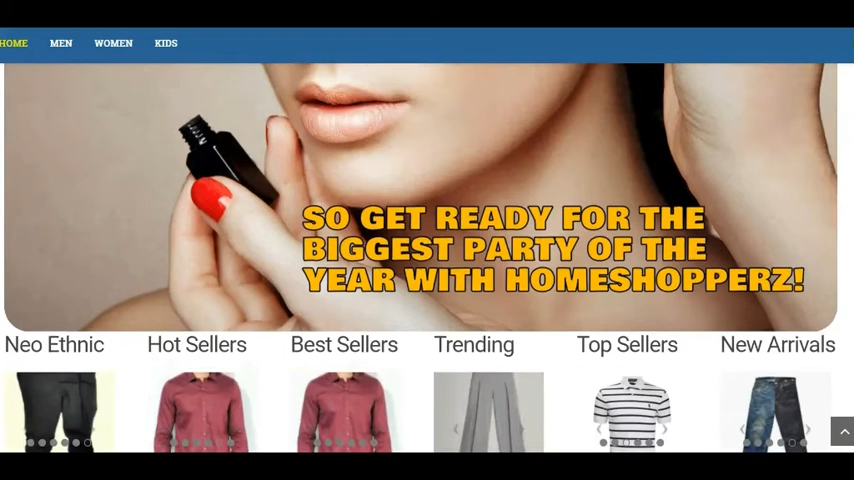 HOME MEN WOMEN KIDS
SO GET READY FOR THE
BIGGEST PARTY OF THE
YEAR WITH HOMESHOPPERZ!
Neo Ethnic Hot Sellers Best Sellers Trending Top Sellers New Arrivals